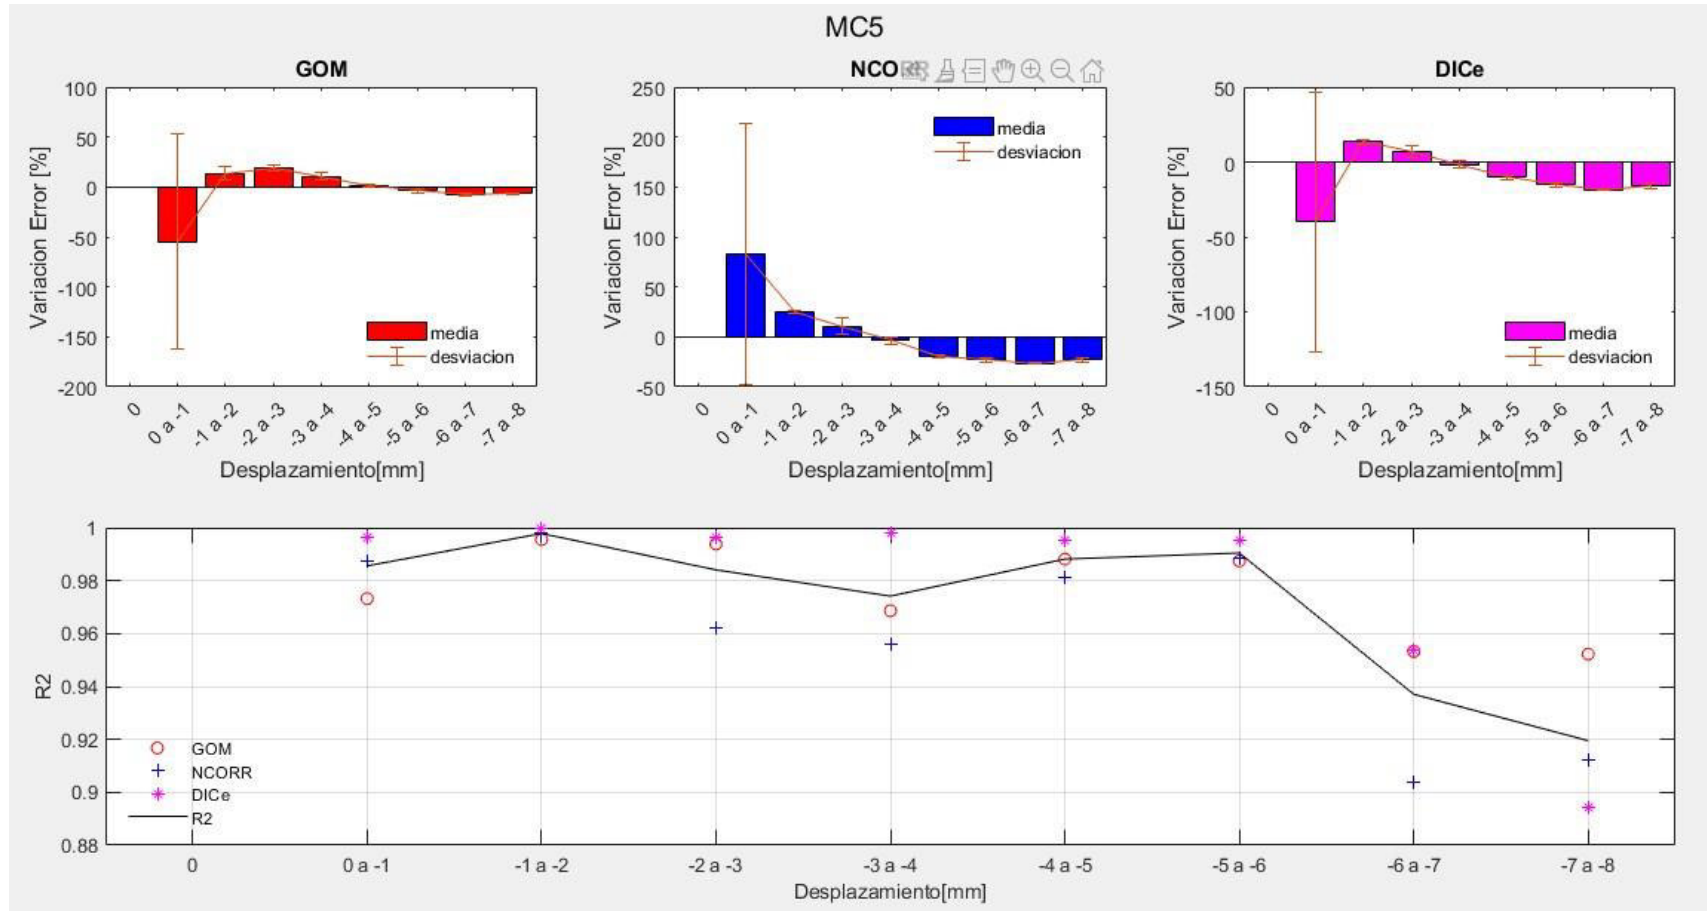 MC5
GOM
100
50
0
-50
-100
-150
-200
Variacion Error [%]
media
desviacion
0
0 a -1
-1 a -2
-2 a -3
-3 a -4
-4 a -5
-5 a -6
-6 a -7
-7 a -8
Desplazamiento[mm]
NCO
250
200
150
100
50
0
-50
Variacion Error [%]
media
desviacion
0
0 a -1
-1 a -2
-2 a -3
-3 a -4
-4 a -5
-5 a -6
-6 a -7
-7 a -8
Desplazamiento[mm]
DICe
50
0
-50
-100
-150
Variacion Error [%]
media
desviacion
0
0 a -1
-1 a -2
-2 a -3
-3 a -4
-4 a -5
-5 a -6
-6 a -7
-7 a -8
Desplazamiento[mm]
1
0.98
0.96
0.94
0.92
0.9
0.88
R2
GOM
NCORR
DICe
R2
0 0 a -1 -1 a -2 -2 a -3 -3 a -4 -4 a -5 -5 a -6 -6 a -7 -7 a -8
Desplazamiento[mm]